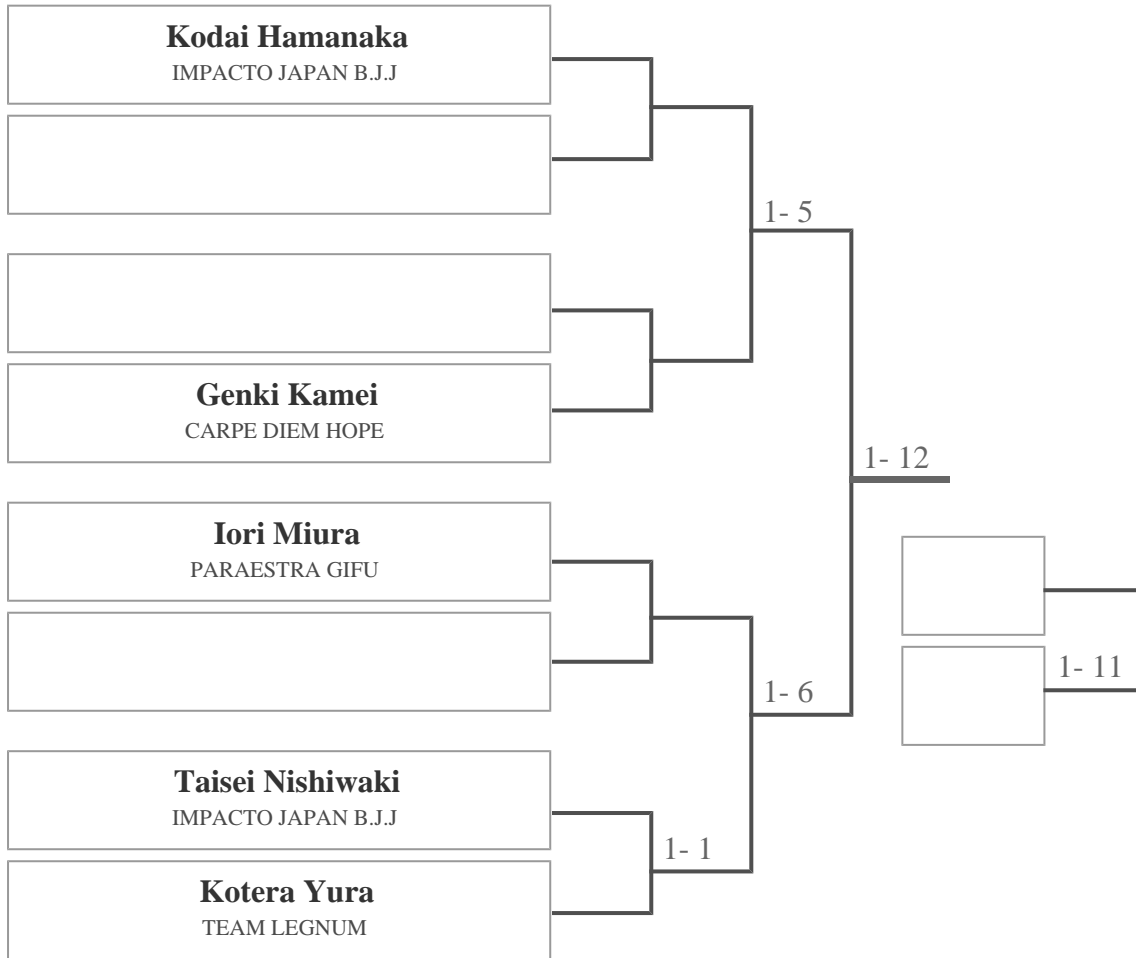 Kodai Hamanaka
IMPACTO JAPAN B.J.J
1- 5
Genki Kamei
CARPE DIEM HOPE
1- 12
Iori Miura
PARAESTRA GIFU
1- 11
1- 6
Taisei Nishiwaki
IMPACTO JAPAN B.J.J
1- 1
Kotera Yura
TEAM LEGNUM